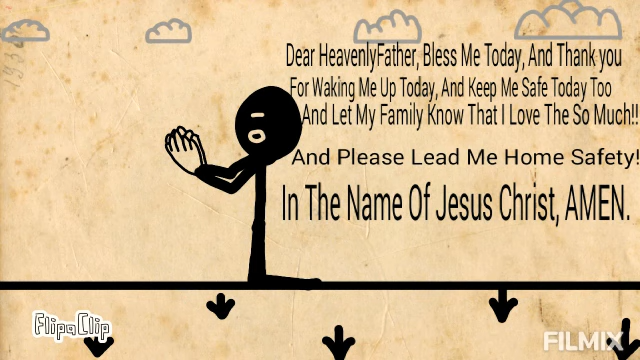 Dear HeavenlyFather, Bless Me Today, And Thank you
For Waking Me Up Today, And Keep Me Safe Today Too
And Let My Family Know That I Love The So Much!!
And Please Lead Me Home Safety!
In The Name Of Jesus Christ, AMEN.
FlipaClip
FILMIX